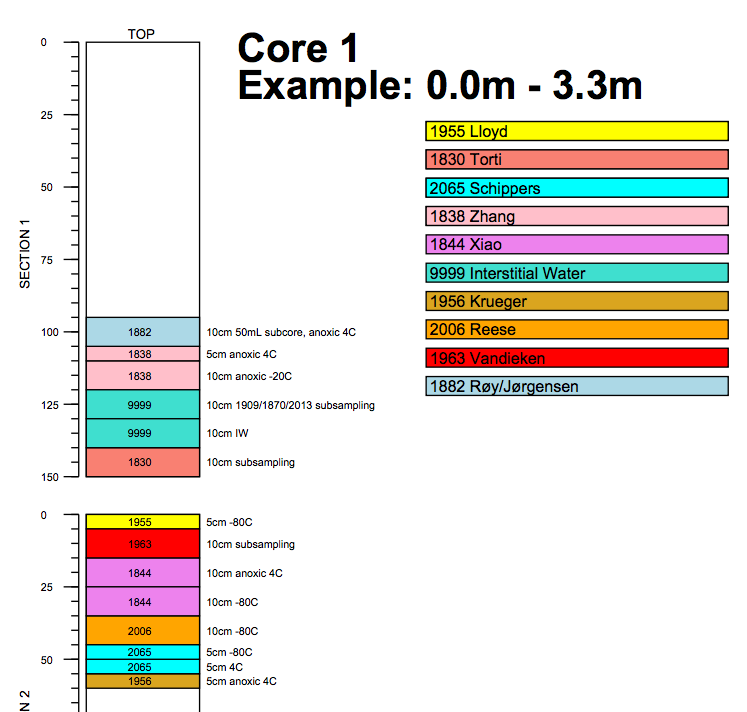 TOP
Core 1
Example: 0.0m - 3.3m
1955 Lloyd
1830 Torti
2065 Schippers
1838 Zhang
1844 Xiao
9999 Interstitial Water
1956 Krueger
2006 Reese
1963 Vandieken
1882 Røy/Jørgensen
SECTION 1
0
25
50
75
100
125
150
1882 10cm 50mL subcore, anoxic 4C
1838 5cm anoxic 4C
1838 10cm anoxic -20C
9999 10cm 1909/1870/2013 subsampling
9999 10cm IW
1830 10cm subsampling
N 2
0
25
50
1955 5cm -80C
1963 10cm subsampling
1844 10cm anoxic 4C
1844 10cm -80C
2006 10cm -80C
2065 5cm -80C
2065 5cm 4C
1956 5cm anoxic 4C